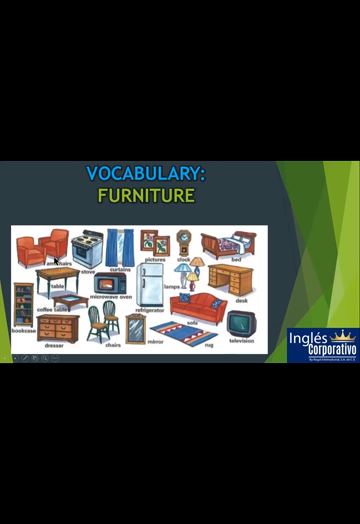 VOCABULARY:
FURNITURE
armchairs
stove
curtains
pictures
clock
bed
table
microwave oven
refrigerator
lamps
desk
coffee table
sofa
bookcase
dresser
chairs
mirror
rug
television
Inglés
Corporativo